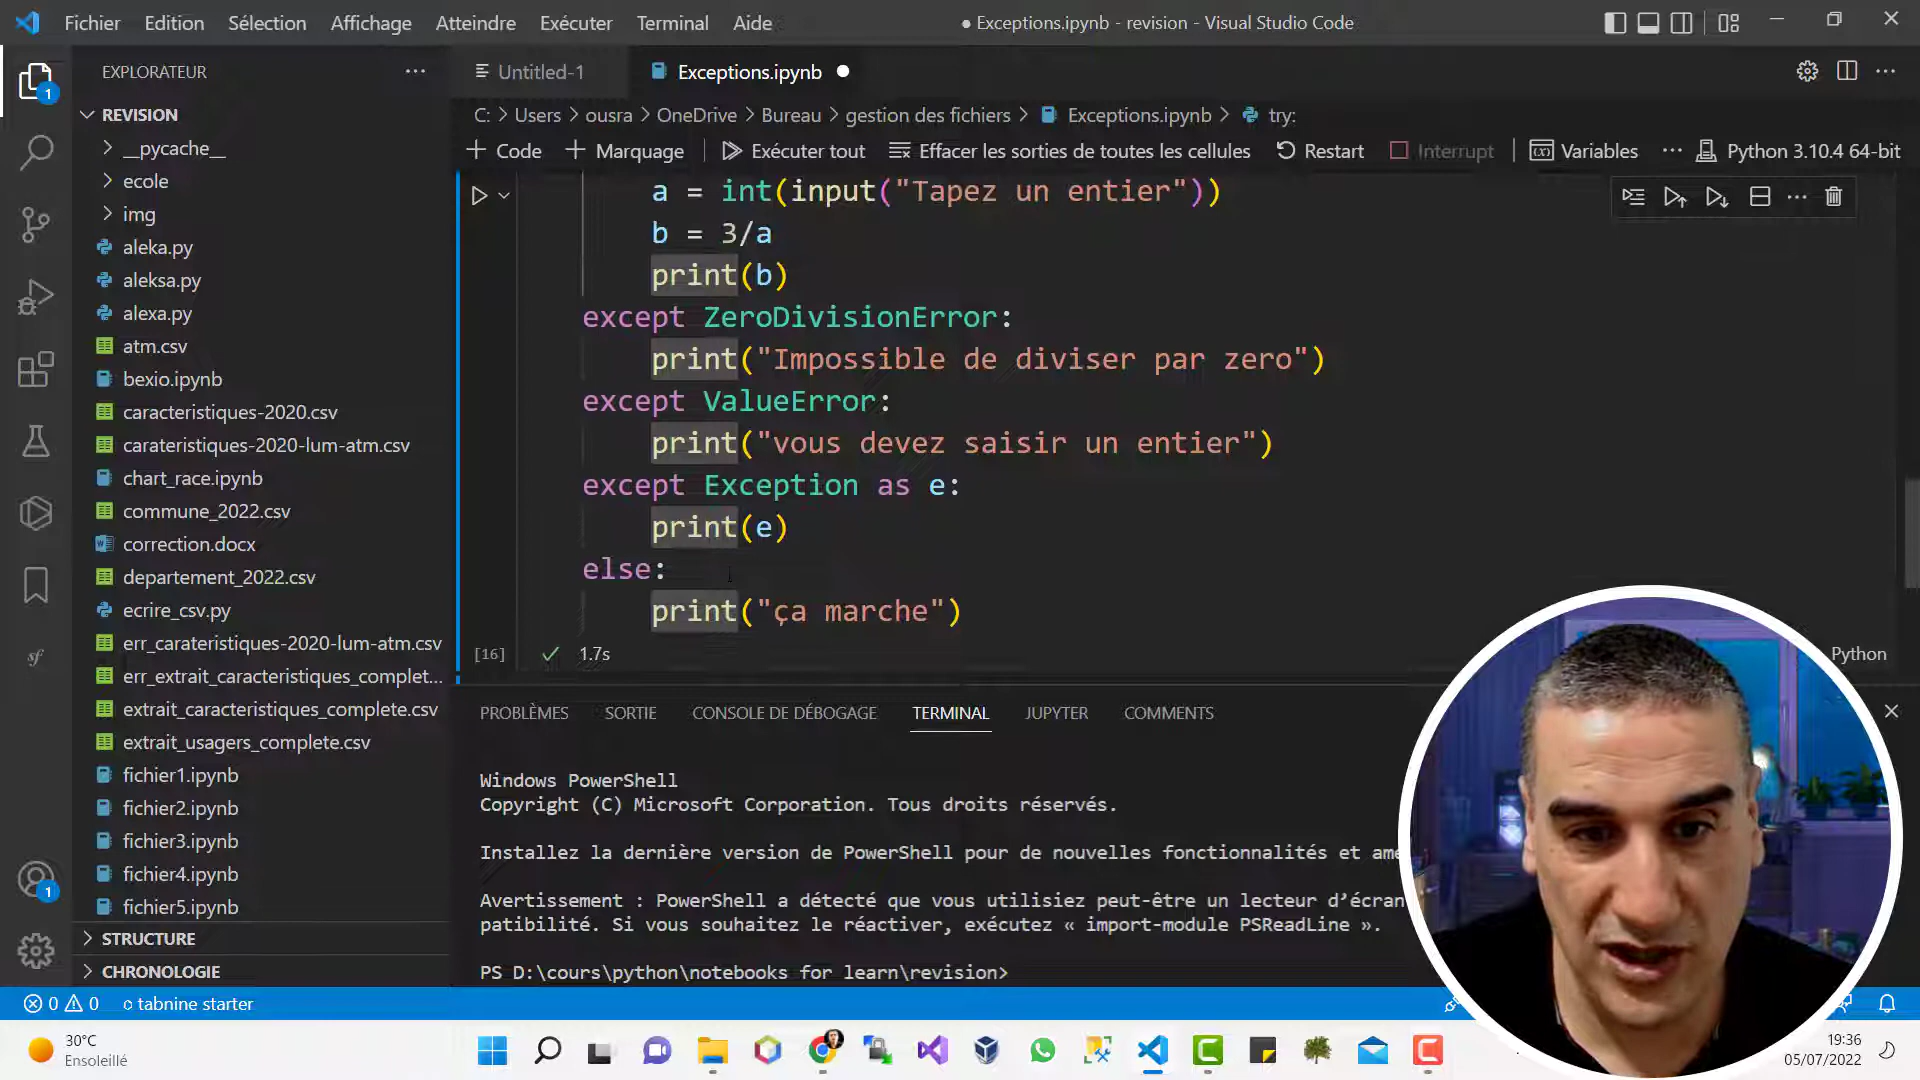 Fichier Edition Sélection Affichage Atteindre Exécuter Terminal Aide
● Exceptions.ipynb - revision - Visual Studio Code
EXPLORATEUR
Untitled-1
Exceptions.ipynb
REVISION
C: > Users > ousra > OneDrive > Bureau > gestion des fichiers > Exceptions.ipynb > try:
+ Code + Marquage Exécuter tout Effacer les sorties de toutes les cellules Restart Interrupt Variables ... Python 3.10.4 64-bit
__pycache__
ecole
img
aleka.py
aleksa.py
alexa.py
atm.csv
bexio.ipynb
caracteristiques-2020.csv
carateristiques-2020-lum-atm.csv
chart_race.ipynb
commune_2022.csv
correction.docx
departement_2022.csv
ecrire_csv.py
err_carateristiques-2020-lum-atm.csv
err_extrait_caracteristiques_complet...
extrait_caracteristiques_complete.csv
extrait_usagers_complete.csv
fichier1.ipynb
fichier2.ipynb
fichier3.ipynb
fichier4.ipynb
fichier5.ipynb
STRUCTURE
CHRONOLOGIE
1
1
a = int(input("Tapez un entier"))
b = 3/a
print(b)
except ZeroDivisionError:
print("Impossible de diviser par zero")
except ValueError:
print("vous devez saisir un entier")
except Exception as e:
print(e)
else:
print("ça marche")
[16] 1.7s
Python
PROBLÈMES SORTIE CONSOLE DE DÉBOGAGE TERMINAL JUPYTER COMMENTS
Windows PowerShell
Copyright (C) Microsoft Corporation. Tous droits réservés.
Installez la dernière version de PowerShell pour de nouvelles fonctionnalités et amé
Avertissement : PowerShell a détecté que vous utilisiez peut-être un lecteur d’écran
patibilité. Si vous souhaitez le réactiver, exécutez « import-module PSReadLine ».
PS D:\cours\python\notebooks for learn\revision>
0 0 tabnine starter
30°C
Ensoleillé
19:36
05/07/2022